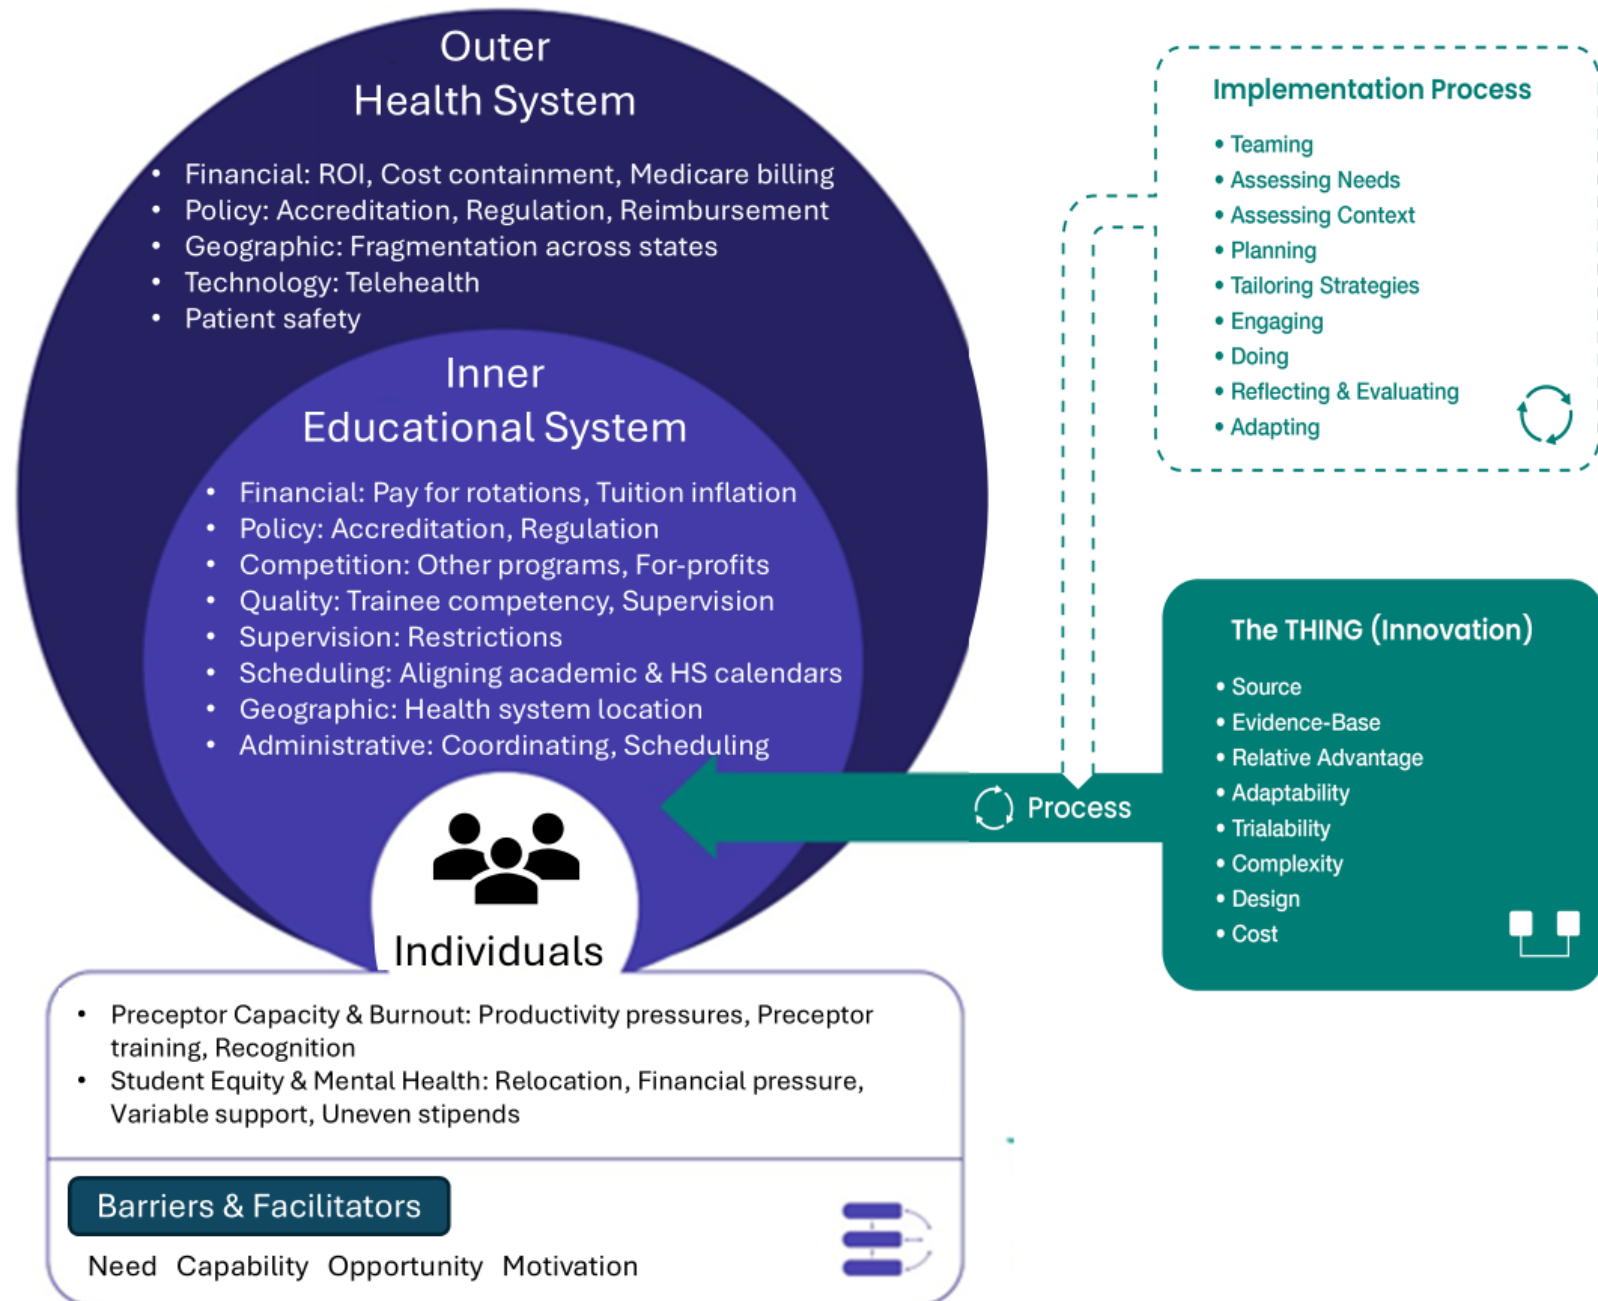 Outer
Health System
• Financial: ROI, Cost containment, Medicare billing
• Policy: Accreditation, Regulation, Reimbursement
• Geographic: Fragmentation across states
• Technology: Telehealth
• Patient safety
Inner
Educational System
• Financial: Pay for rotations, Tuition inflation
• Policy: Accreditation, Regulation
• Competition: Other programs, For-profits
• Quality: Trainee competency, Supervision
• Supervision: Restrictions
• Scheduling: Aligning academic & HS calendars
• Geographic: Health system location
• Administrative: Coordinating, Scheduling
Individuals
• Preceptor Capacity & Burnout: Productivity pressures, Preceptor
training, Recognition
• Student Equity & Mental Health: Relocation, Financial pressure,
Variable support, Uneven stipends
Barriers & Facilitators
Need Capability Opportunity Motivation
Implementation Process
• Teaming
• Assessing Needs
• Assessing Context
• Planning
• Tailoring Strategies
• Engaging
• Doing
• Reflecting & Evaluating
• Adapting
Process
The THING (Innovation)
• Source
• Evidence-Base
• Relative Advantage
• Adaptability
• Trialability
• Complexity
• Design
• Cost